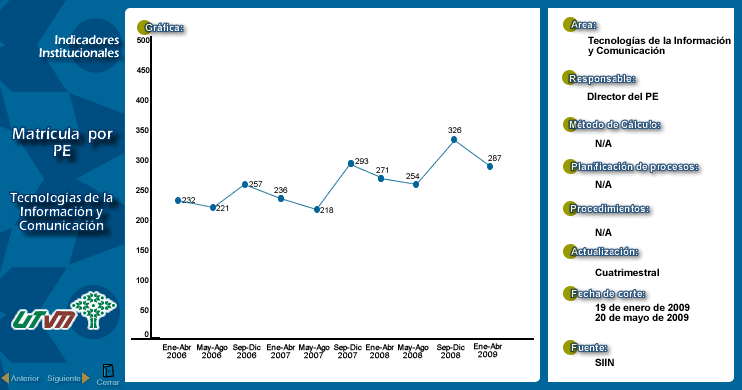 Indicadores
Institucionales
Matrícula por
PE
Tecnologías de la
Información y
Comunicación
UTVM
Anterior Siguiente
Cerrar
Gráfica:
500
450
400
350
300
250
200
150
100
50
0
232
221
257
236
218
293
271
254
326
287
Ene-Abr May-Ago Sep-Dic Ene-Abr May-Ago Sep-Dic Ene-Abr May-Ago Sep-Dic Ene-Abr
2006 2006 2006 2007 2007 2007 2008 2008 2008 2009
Área:
Tecnologías de la Información
y Comunicación
Responsable:
DIrector del PE
Método de Cálculo:
N/A
Planificación de procesos:
N/A
Procedimientos:
N/A
Actualización:
Cuatrimestral
Fecha de corte:
19 de enero de 2009
20 de mayo de 2009
Fuente:
SIIN